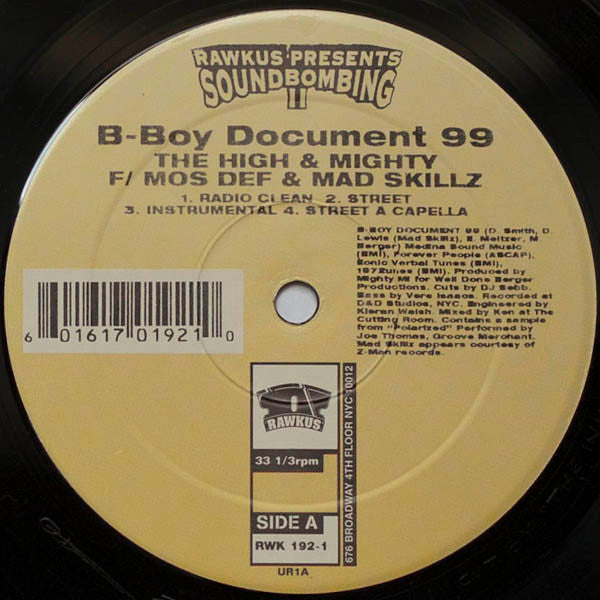 RAWKUS PRESENTS
SOUNDBOMBING
II
B-Boy Document 99
THE HIGH & MIGHTY
F/ MOS DEF & MAD SKILLZ
1. RADIO CLEAN 2. STREET
3. INSTRUMENTAL 4. STREET A CAPELLA
B-BOY DOCUMENT 99 (D. Smith, D.
Lewis (Mad Skillz), E. Meltzer, M
Berger) Medina Sound Music
(BMI), Forever People (ASCAP),
Sonic Verbal Tunes (BMI),
1972unes (BMI). Produced by
Mighty Mi for Well Done Berger
Productions. Cuts by DJ Sebb.
Bass by Vere Isaacs. Recorded at
D&D Studios, NYC. Engineered by
Kieran Walsh. Mixed by Ken at The
Cutting Room. Contains a sample
from "Polarized" Performed by
Joe Thomas, Groove Merchant.
Mad Skillz appears courtesy of
Z-Man records.
6 01617 01921 0
RAWKUS
33 1/3rpm
SIDE A
RWK 192-1
676 BROADWAY 4TH FLOOR NYC 10012
UR1A